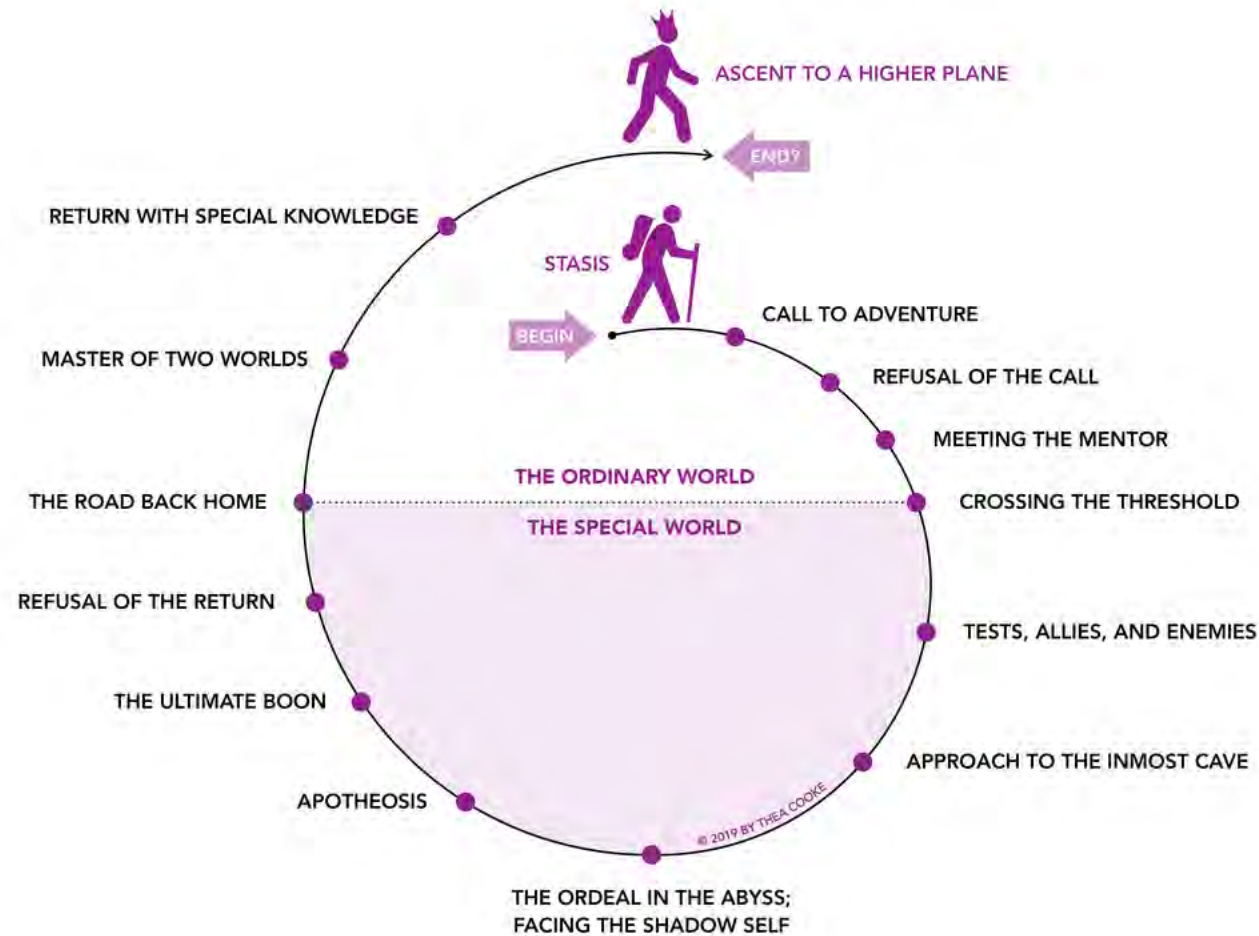 ASCENT TO A HIGHER PLANE
END?
RETURN WITH SPECIAL KNOWLEDGE
STASIS
BEGIN
CALL TO ADVENTURE
MASTER OF TWO WORLDS
REFUSAL OF THE CALL
MEETING THE MENTOR
THE ORDINARY WORLD
THE ROAD BACK HOME
CROSSING THE THRESHOLD
THE SPECIAL WORLD
REFUSAL OF THE RETURN
TESTS, ALLIES, AND ENEMIES
THE ULTIMATE BOON
APPROACH TO THE INMOST CAVE
APOTHEOSIS
© 2019 BY THEA COOKE
THE ORDEAL IN THE ABYSS;
FACING THE SHADOW SELF